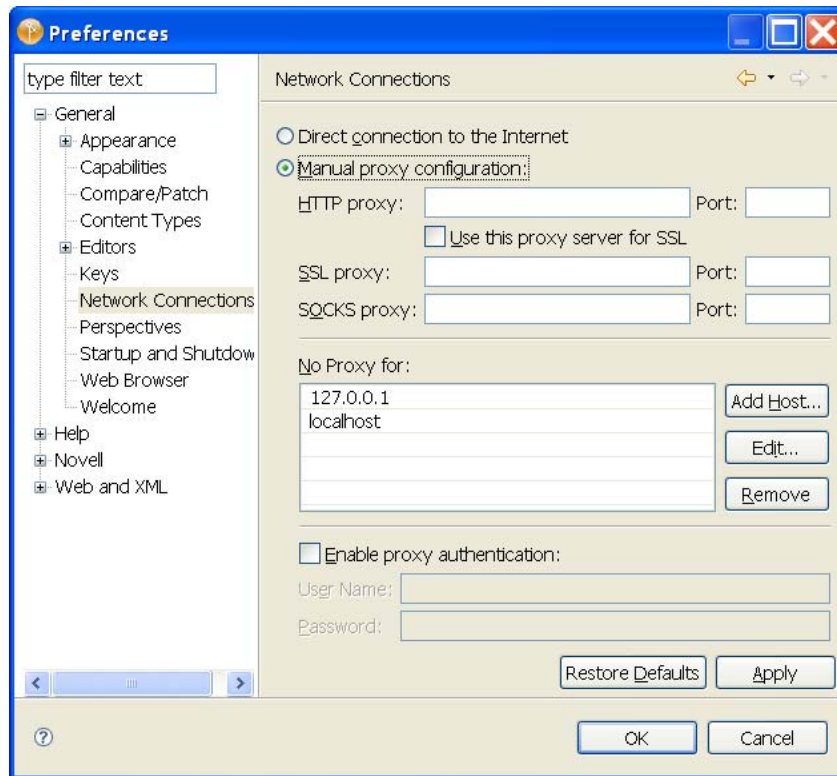 Preferences
type filter text
General
Appearance
Capabilities
Compare/Patch
Content Types
Editors
Keys
Network Connections
Perspectives
Startup and Shutdow
Web Browser
Welcome
Help
Novell
Web and XML
Network Connections
Direct connection to the Internet
Manual proxy configuration:
HTTP proxy: Port:
Use this proxy server for SSL
SSL proxy: Port:
SOCKS proxy: Port:
No Proxy for:
127.0.0.1
localhost
Add Host...
Edit...
Remove
Enable proxy authentication:
User Name:
Password:
Restore Defaults Apply
? OK Cancel